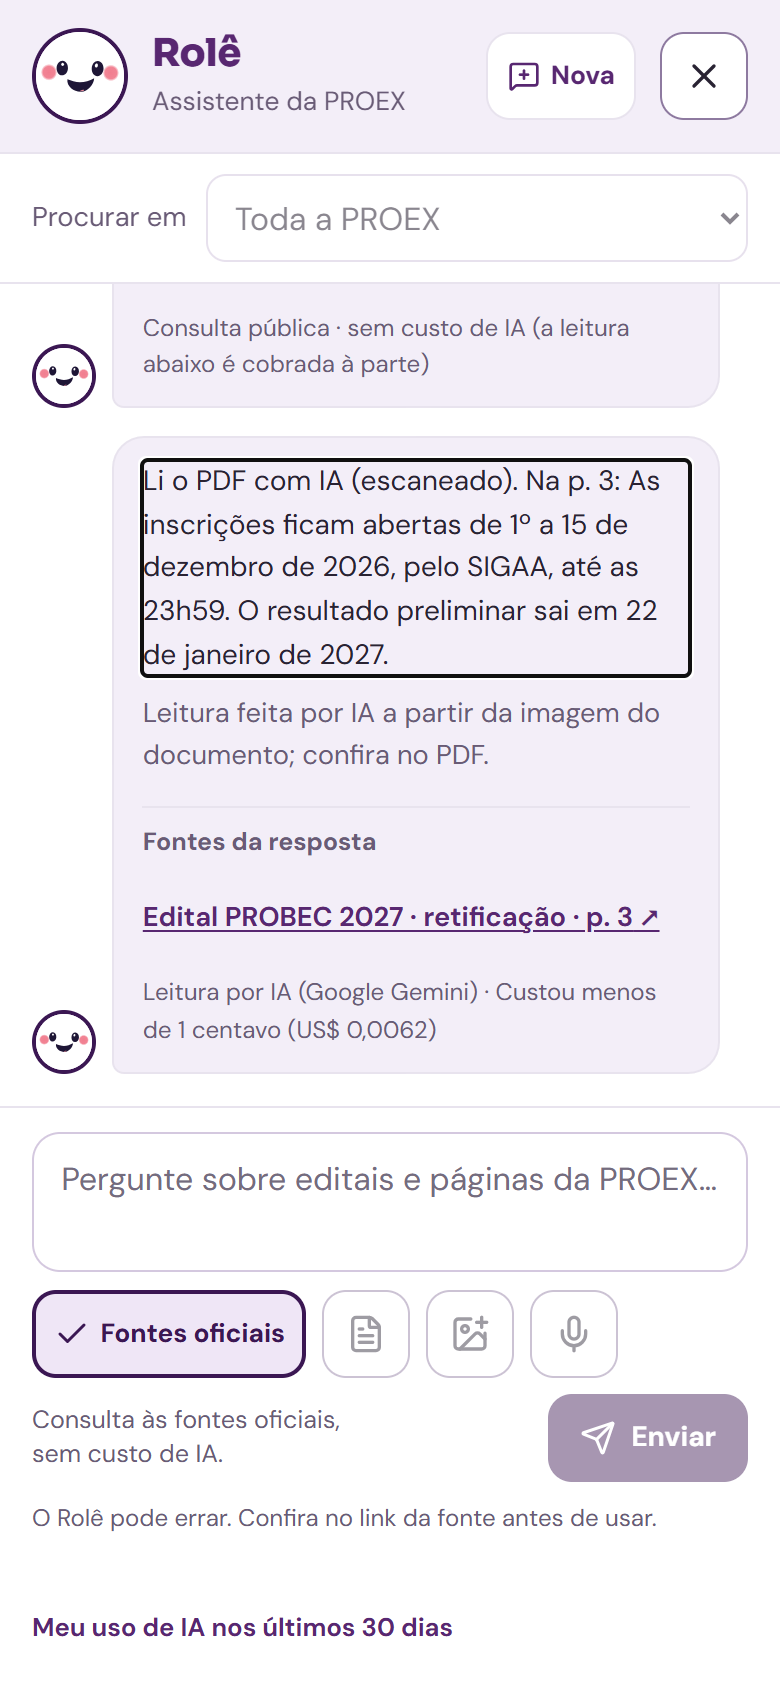 Rolê
Assistente da PROEX
Nova
Procurar em
Toda a PROEX
Consulta pública · sem custo de IA (a leitura
abaixo é cobrada à parte)
Li o PDF com IA (escaneado). Na p. 3: As
inscrições ficam abertas de 1º a 15 de
dezembro de 2026, pelo SIGAA, até as
23h59. O resultado preliminar sai em 22
de janeiro de 2027.
Leitura feita por IA a partir da imagem do
documento; confira no PDF.
Fontes da resposta
Edital PROBEC 2027 · retificação · p. 3 ↗
Leitura por IA (Google Gemini) · Custou menos
de 1 centavo (US$ 0,0062)
Pergunte sobre editais e páginas da PROEX...
Fontes oficiais
Consulta às fontes oficiais,
sem custo de IA.
Enviar
O Rolê pode errar. Confira no link da fonte antes de usar.
Meu uso de IA nos últimos 30 dias